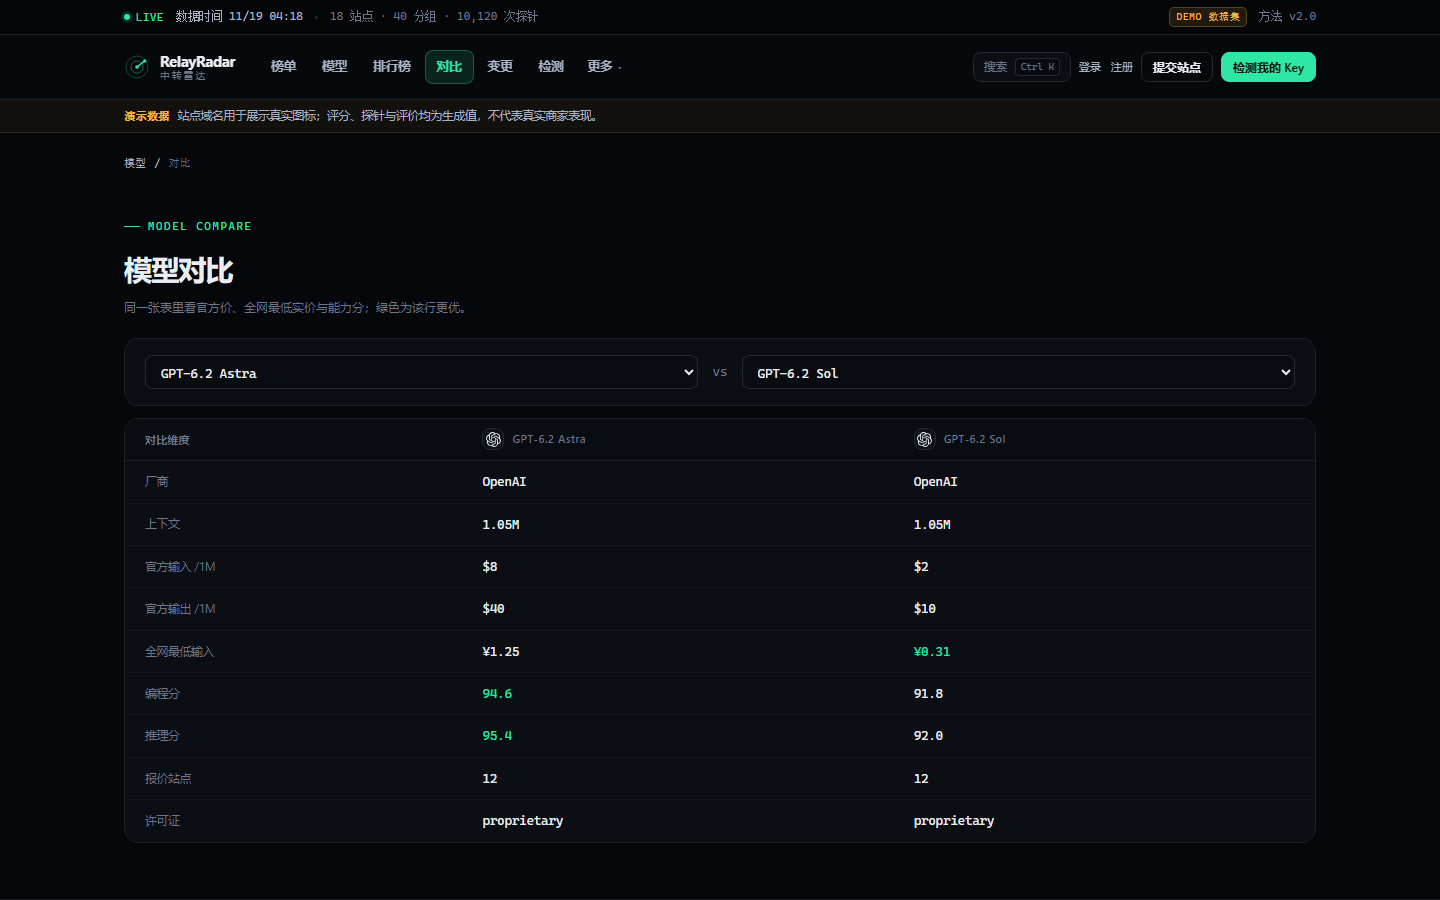 LIVE 数据时间 11/19 04:18 · 18 站点 · 40 分组 · 10,120 次探针 DEMO 数据集 方法 v2.0
RelayRadar
中转雷达
榜单 模型 排行榜 对比 变更 检测 更多 搜索 Ctrl K 登录 注册 提交站点 检测我的 Key
演示数据 站点域名用于展示真实图标；评分、探针与评价均为生成值，不代表真实商家表现。
模型 / 对比
MODEL COMPARE
模型对比
同一张表里看官方价、全网最低实价与能力分；绿色为该行更优。
GPT-6.2 Astra vs GPT-6.2 Sol
对比维度 GPT-6.2 Astra GPT-6.2 Sol
厂商 OpenAI OpenAI
上下文 1.05M 1.05M
官方输入 /1M $8 $2
官方输出 /1M $40 $10
全网最低输入 ¥1.25 ¥0.31
编程分 94.6 91.8
推理分 95.4 92.0
报价站点 12 12
许可证 proprietary proprietary